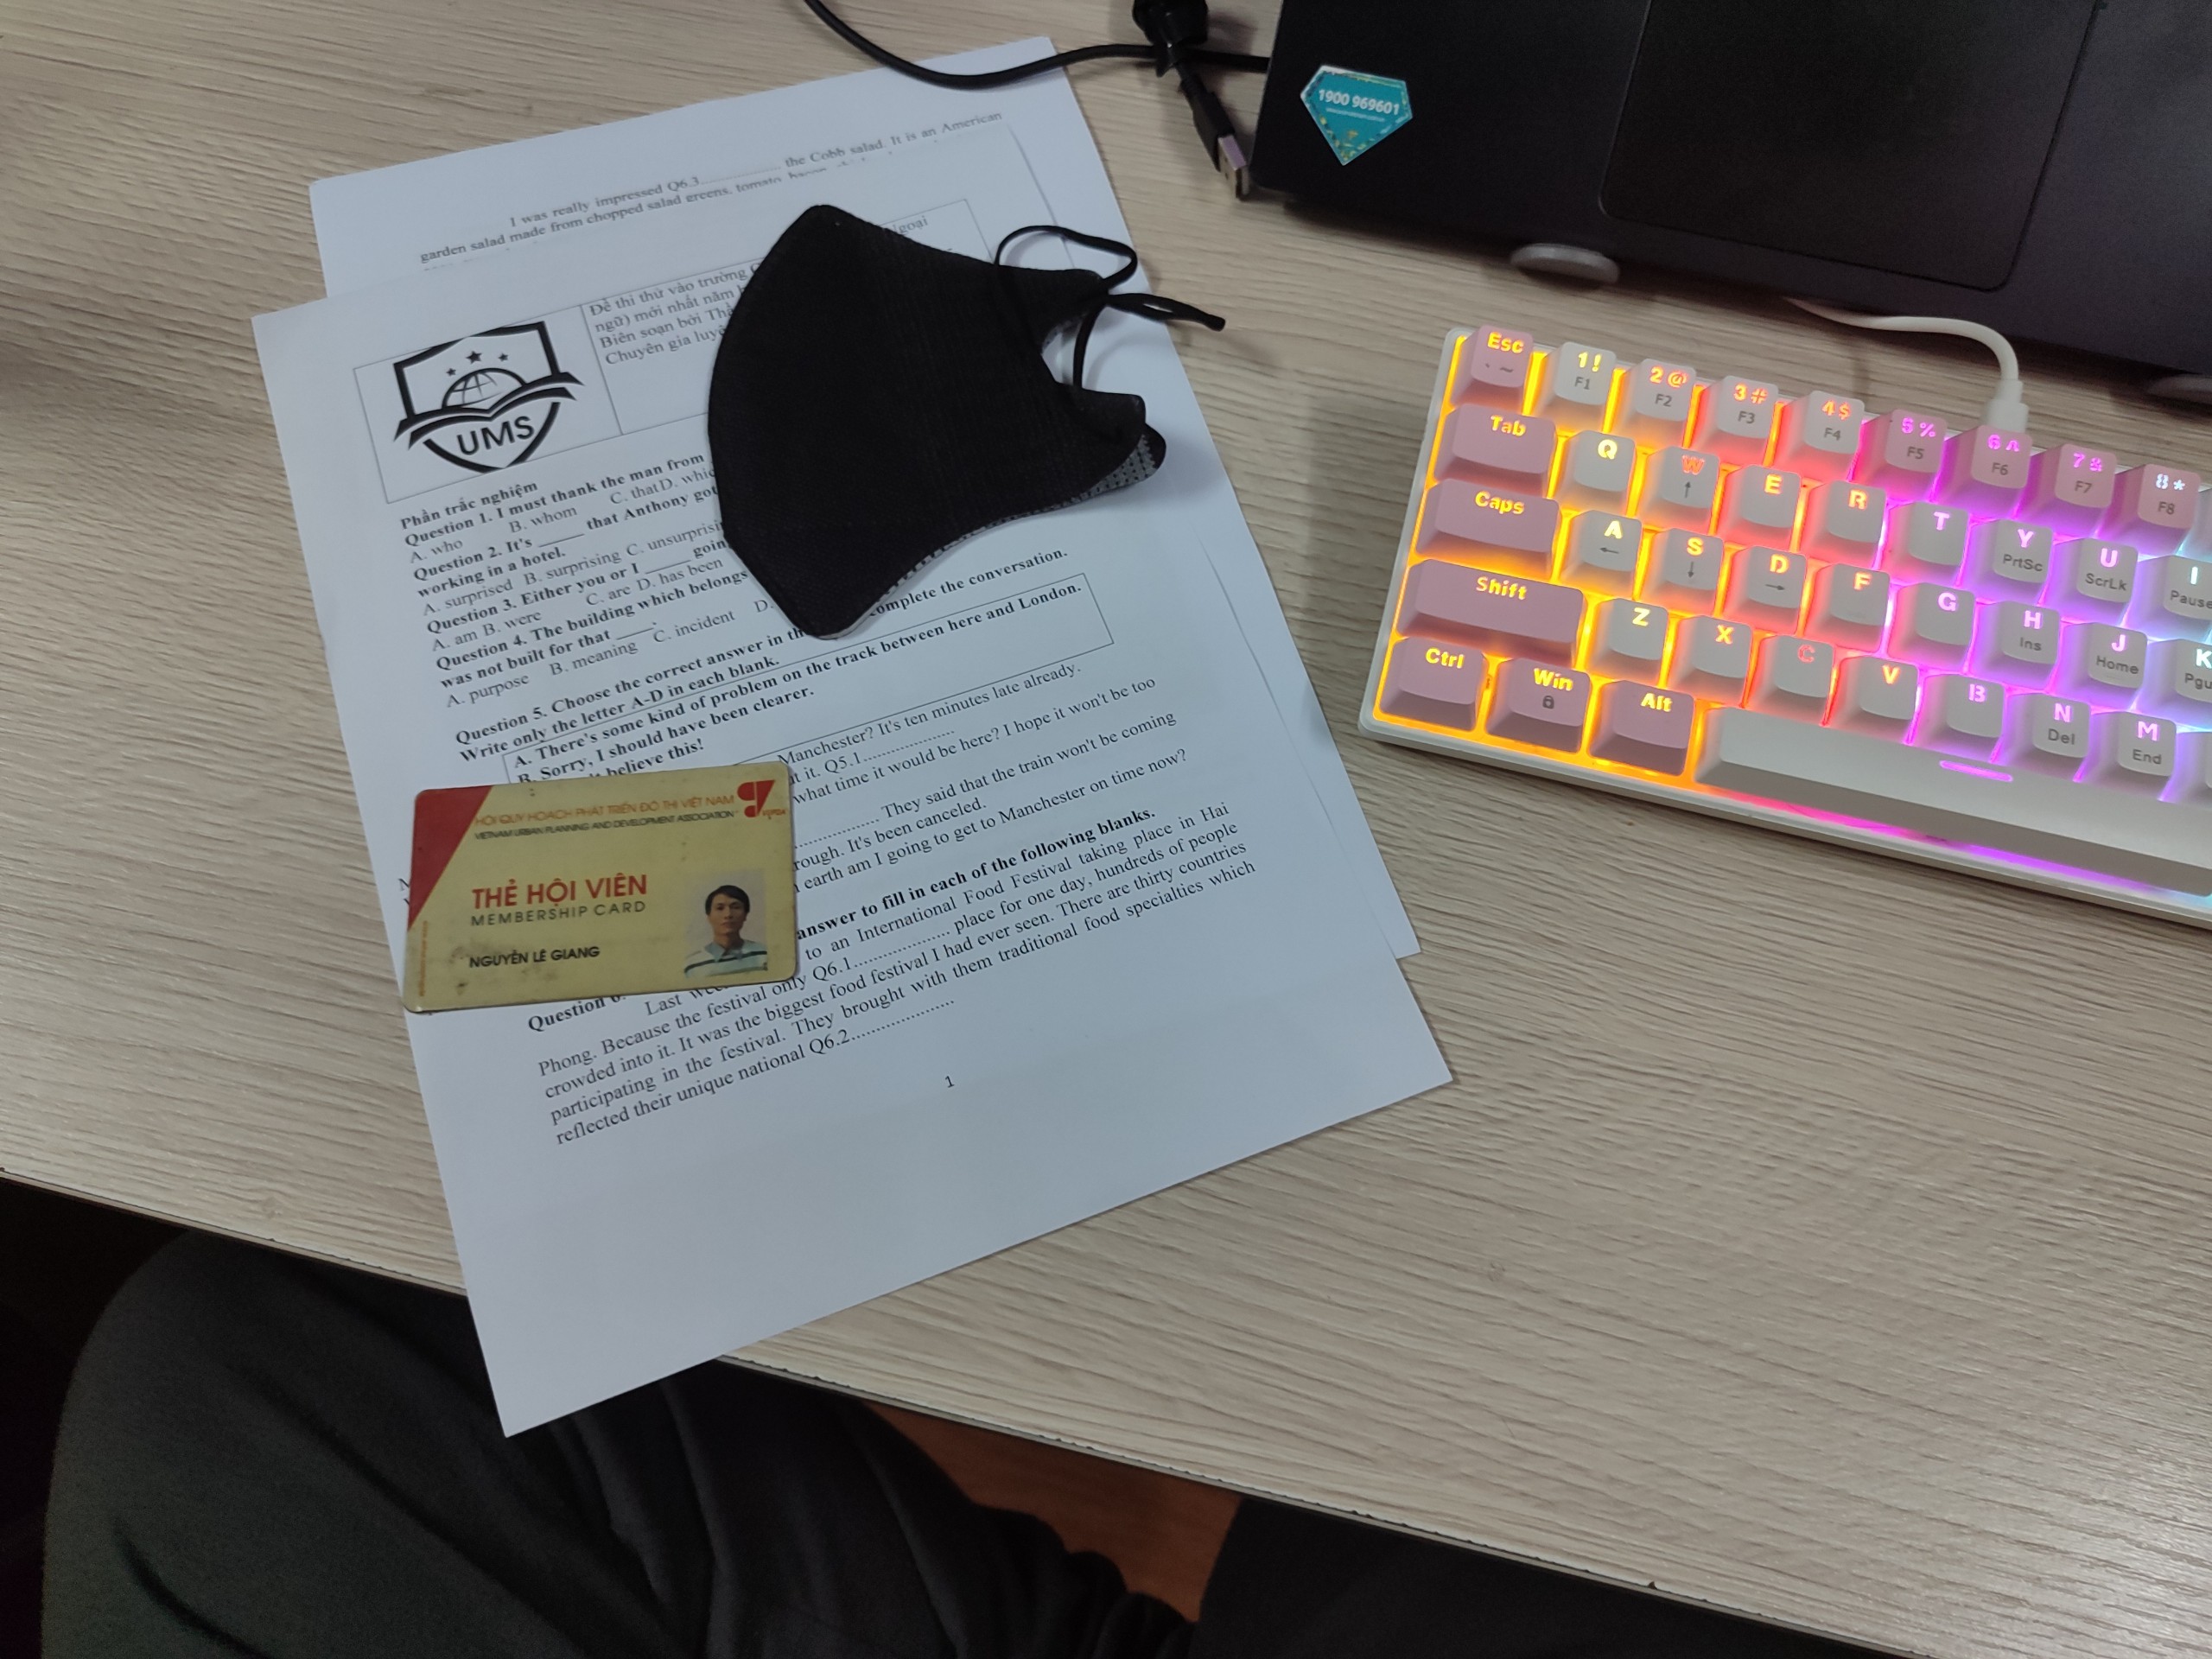 I was really impressed Q6.3.................. the Cobb salad. It is an American
garden salad made from chopped salad greens, tomato, bacon,
UMS
Đề thi thử vào trường
ngữ) mới nhất năm
Biên soạn bởi
Chuyên gia
Phần trắc nghiệm
Question 1. I must thank the man from
A. who B. whom C. that D.
Question 2. It's _____ that Anthony
working in a hotel.
A. surprised B. surprising C.
Question 3. Either you or I _____
A. am B. were C. are D. has been
Question 4. The building which belongs
was not built for that ____.
A. purpose B. meaning C. incident D.
Question 5. Choose the correct answer in complete the conversation.
Write only the letter A-D in each blank.
A. There's some kind of problem on the track between here and London.
B. Sorry, I should have been clearer.
believe this!
Manchester? It's ten minutes late already.
it. Q5.1...................
what time it would be here? I hope it won't be too
.................. They said that the train won't be coming
It's been canceled.
earth am I going to get to Manchester on time now?
answer to fill in each of the following blanks.
Question
Last to an International Food Festival taking place in Hai
Phong. Because the festival only Q6.1.................. place for one day, hundreds of people
crowded into it. It was the biggest food festival I had ever seen. There are thirty countries
participating in the festival. They brought with them traditional food specialties which
reflected their unique national Q6.2...................
1
HỘI QUY HOẠCH PHÁT TRIỂN ĐÔ THỊ VIỆT NAM
VIETNAM URBAN PLANNING AND DEVELOPMENT ASSOCIATION
THẺ HỘI VIÊN
MEMBERSHIP CARD
NGUYỄN LÊ GIANG
1900 969601
Esc 1! 2@ 3# 4$ 5% 6^ 7& 8*
` ~ F1 F2 F3 F4 F5 F6 F7 F8
Tab Q W E R T Y U I
PrtSc ScrLk Pause
Caps A S D F G H J K
Ins Home
Shift Z X C V B N M
Del End
Ctrl Win Alt